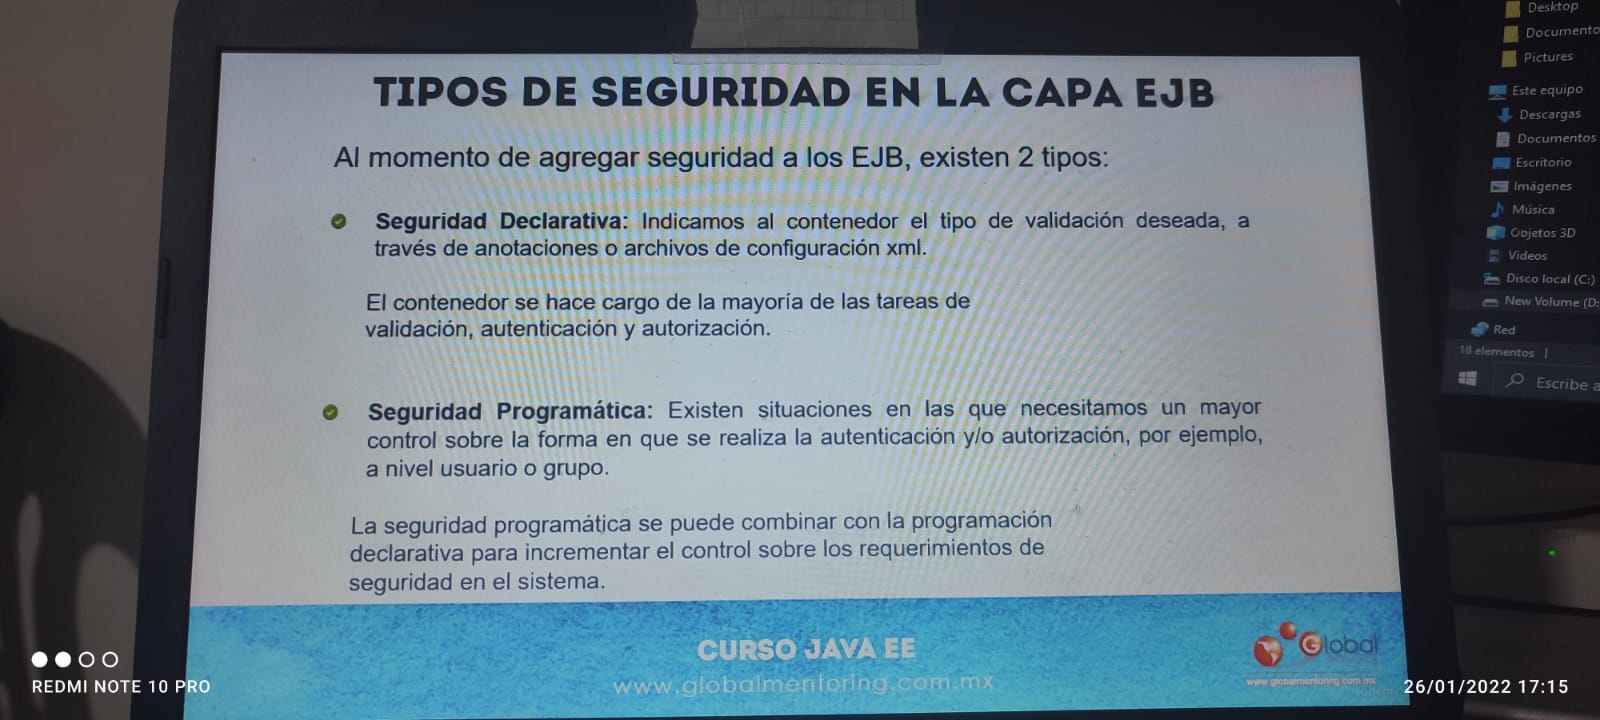 TIPOS DE SEGURIDAD EN LA CAPA EJB
Al momento de agregar seguridad a los EJB, existen 2 tipos:
Seguridad Declarativa: Indicamos al contenedor el tipo de validación deseada, a
través de anotaciones o archivos de configuración xml.
El contenedor se hace cargo de la mayoría de las tareas de
validación, autenticación y autorización.
Seguridad Programática: Existen situaciones en las que necesitamos un mayor
control sobre la forma en que se realiza la autenticación y/o autorización, por ejemplo,
a nivel usuario o grupo.
La seguridad programática se puede combinar con la programación
declarativa para incrementar el control sobre los requerimientos de
seguridad en el sistema.
CURSO JAVA EE
www.globalmentoring.com.mx
Global
www.globalmentoring.com.mx
Desktop
Documento
Pictures
Este equipo
Descargas
Documentos
Escritorio
Imágenes
Música
Objetos 3D
Videos
Disco local (C:)
New Volume (D:
Red
18 elementos
Escribe a
REDMI NOTE 10 PRO
26/01/2022 17:15